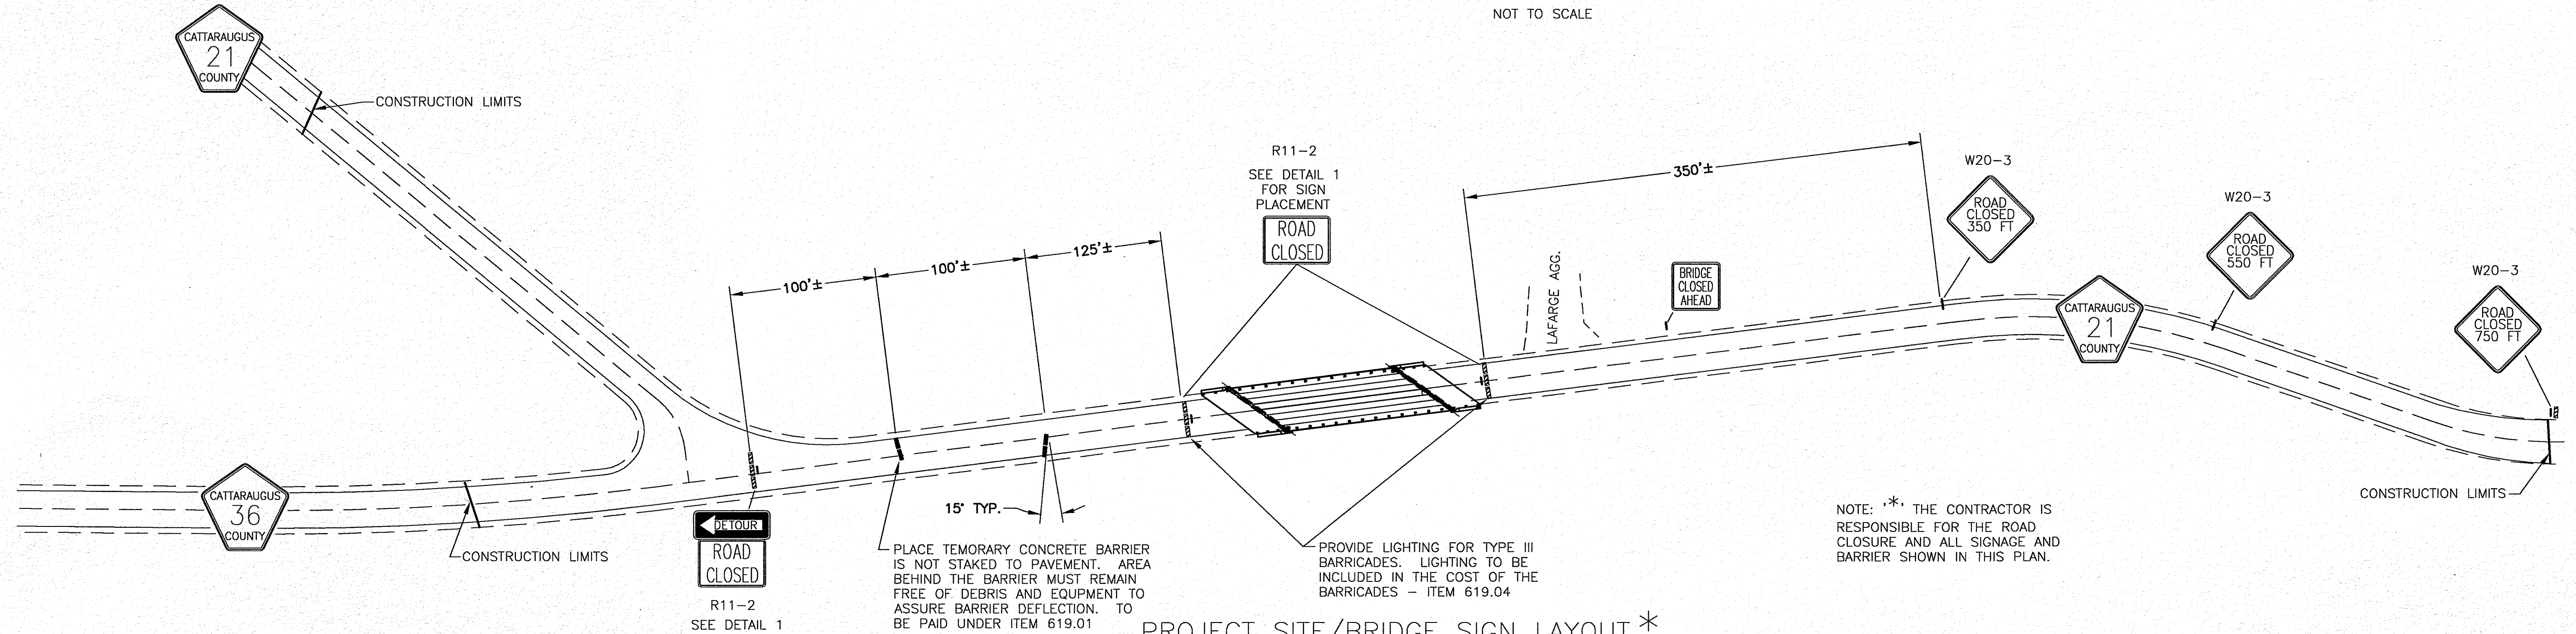 NOT TO SCALE
CATTARAUGUS
21
COUNTY
CONSTRUCTION LIMITS
R11-2
SEE DETAIL 1
FOR SIGN
PLACEMENT
ROAD
CLOSED
350'±
W20-3
ROAD
CLOSED
350 FT
W20-3
ROAD
CLOSED
550 FT
W20-3
ROAD
CLOSED
750 FT
100'±
100'±
125'±
LAFARGE AGG.
BRIDGE
CLOSED
AHEAD
CATTARAUGUS
21
COUNTY
CATTARAUGUS
36
COUNTY
CONSTRUCTION LIMITS
DETOUR
ROAD
CLOSED
R11-2
SEE DETAIL 1
15° TYP.
PLACE TEMORARY CONCRETE BARRIER
IS NOT STAKED TO PAVEMENT. AREA
BEHIND THE BARRIER MUST REMAIN
FREE OF DEBRIS AND EQUPMENT TO
ASSURE BARRIER DEFLECTION. TO
BE PAID UNDER ITEM 619.01
PROVIDE LIGHTING FOR TYPE III
BARRICADES. LIGHTING TO BE
INCLUDED IN THE COST OF THE
BARRICADES - ITEM 619.04
NOTE: '*' THE CONTRACTOR IS
RESPONSIBLE FOR THE ROAD
CLOSURE AND ALL SIGNAGE AND
BARRIER SHOWN IN THIS PLAN.
CONSTRUCTION LIMITS
PROJECT SITE/BRIDGE SIGN LAYOUT*